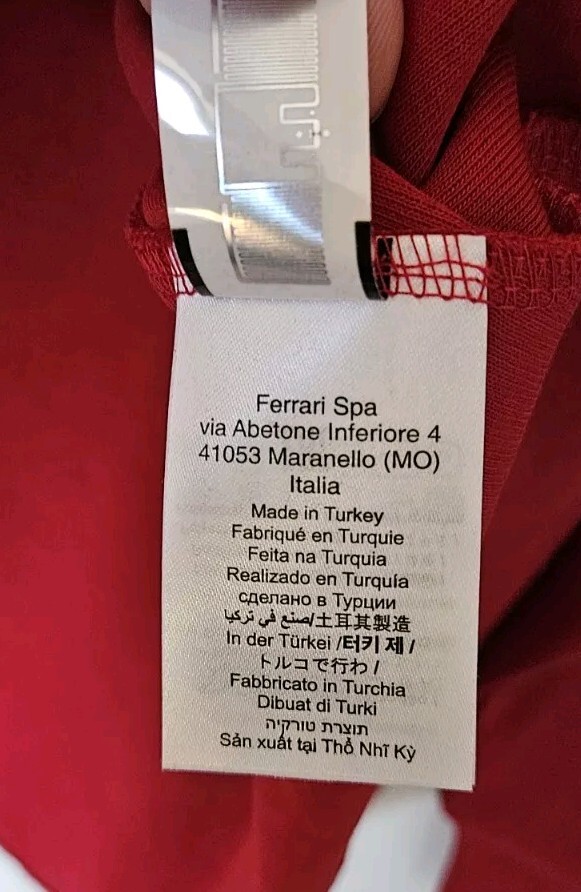 Ferrari Spa
via Abetone Inferiore 4
41053 Maranello (MO)
Italia
Made in Turkey
Fabriqué en Turquie
Feita na Turquia
Realizado en Turquía
сделано в Турции
صنع في تركيا/土耳其製造
In der Türkei /터키 제 /
トルコで行わ /
Fabbricato in Turchia
Dibuat di Turki
תוצרת טורקיה
Sản xuất tại Thổ Nhĩ Kỳ